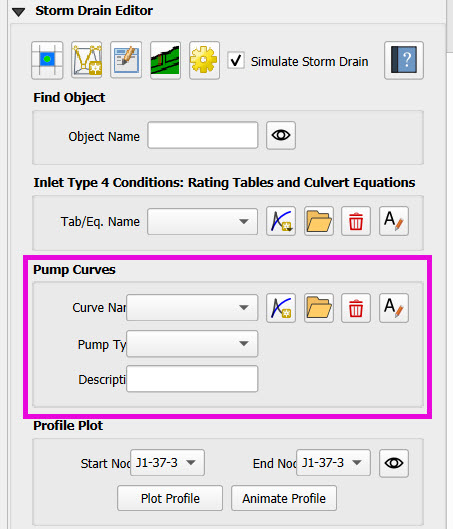 Storm Drain Editor
Simulate Storm Drain
?
Find Object
Object Name
Inlet Type 4 Conditions: Rating Tables and Culvert Equations
Tab/Eq. Name
A
Pump Curves
Curve Nar
A
Pump Ty
Descripti
Profile Plot
Start Noc J1-37-3 End Noc J1-37-3
Plot Profile Animate Profile